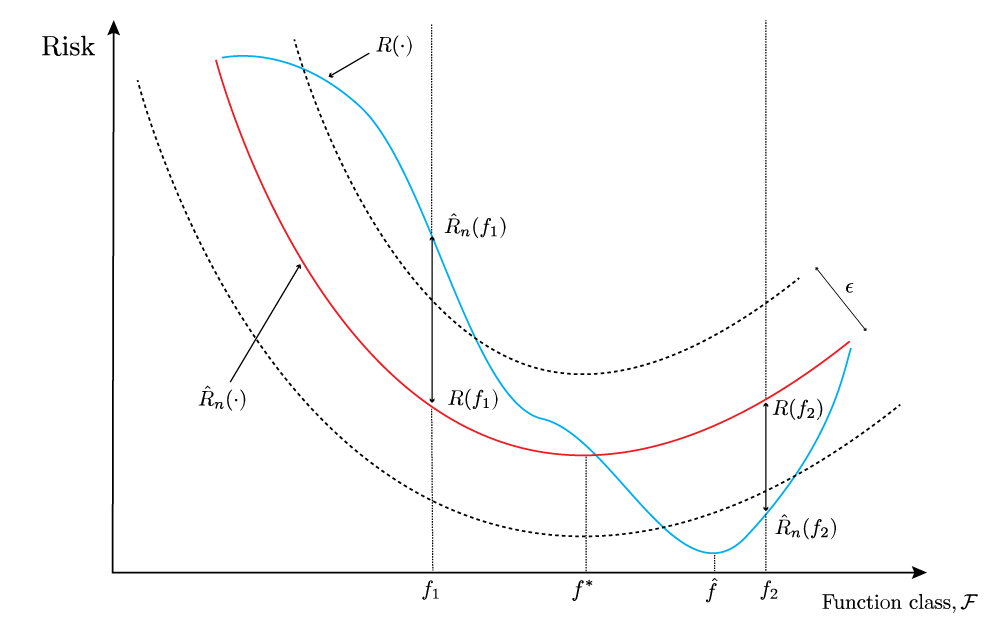 Risk
R(·)
R̂ₙ(f₁)
ϵ
R̂ₙ(·)
R(f₁)
R(f₂)
R̂ₙ(f₂)
f₁ f* f̂ f₂
Function class, ℱ